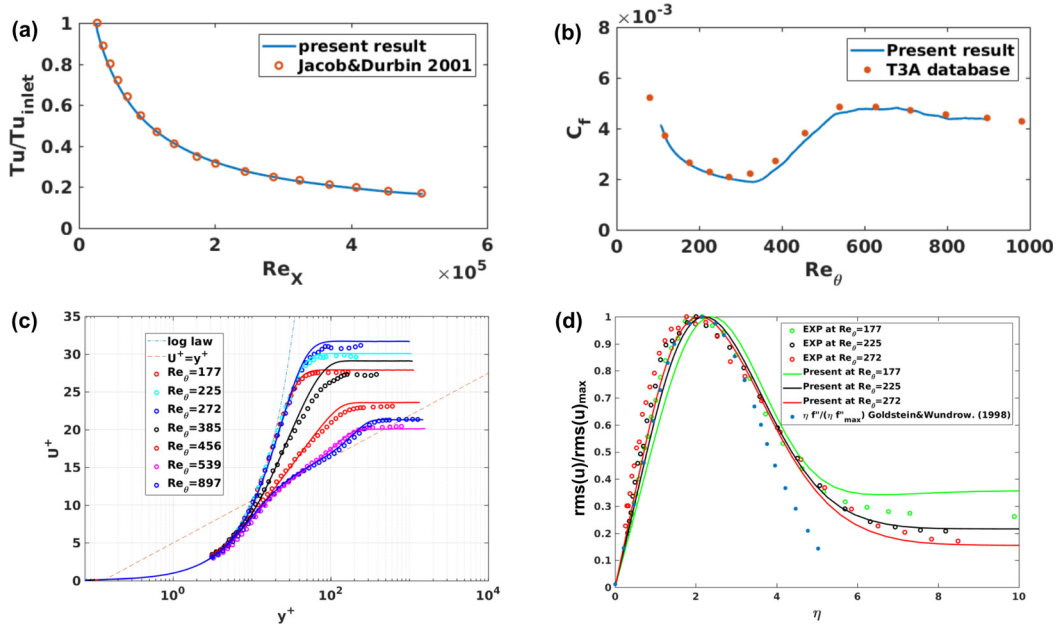 (a)
1
0.8
0.6
0.4
0.2
0
Tu/Tu_inlet
present result
Jacob&Durbin 2001
0 1 2 3 4 5 6
×10^5
Re_X
(b)
8 ×10^-3
6
4
2
0
C_f
Present result
T3A database
0 200 400 600 800 1000
Re_θ
(c)
35
30
25
20
15
10
5
0
U^+
log law
U^+=y^+
Re_θ=177
Re_θ=225
Re_θ=272
Re_θ=385
Re_θ=456
Re_θ=539
Re_θ=897
10^0 10^2 10^4
y^+
(d)
1
0.9
0.8
0.7
0.6
0.5
0.4
0.3
0.2
0.1
0
rms(u)/rms(u)_max
EXP at Re_θ=177
EXP at Re_θ=225
EXP at Re_θ=272
Present at Re_θ=177
Present at Re_θ=225
Present at Re_θ=272
η f''/(η f''_max) Goldstein&Wundrow. (1998)
0 2 4 6 8 10
η